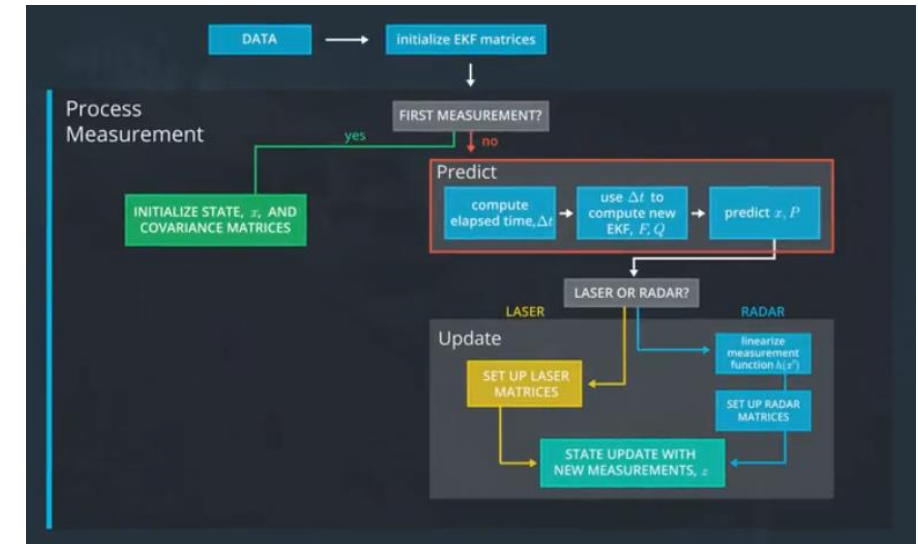 DATA
initialize EKF matrices
Process
Measurement
FIRST MEASUREMENT?
yes
no
INITIALIZE STATE, x, AND
COVARIANCE MATRICES
Predict
compute
elapsed time, Δt
use Δt to
compute new
EKF, F, Q
predict x, P
LASER OR RADAR?
LASER
RADAR
Update
linearize
measurement
function h(x')
SET UP LASER
MATRICES
SET UP RADAR
MATRICES
STATE UPDATE WITH
NEW MEASUREMENTS, z